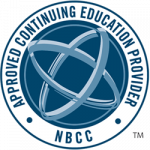 APPROVED CONTINUING EDUCATION PROVIDER
• NBCC •
TM